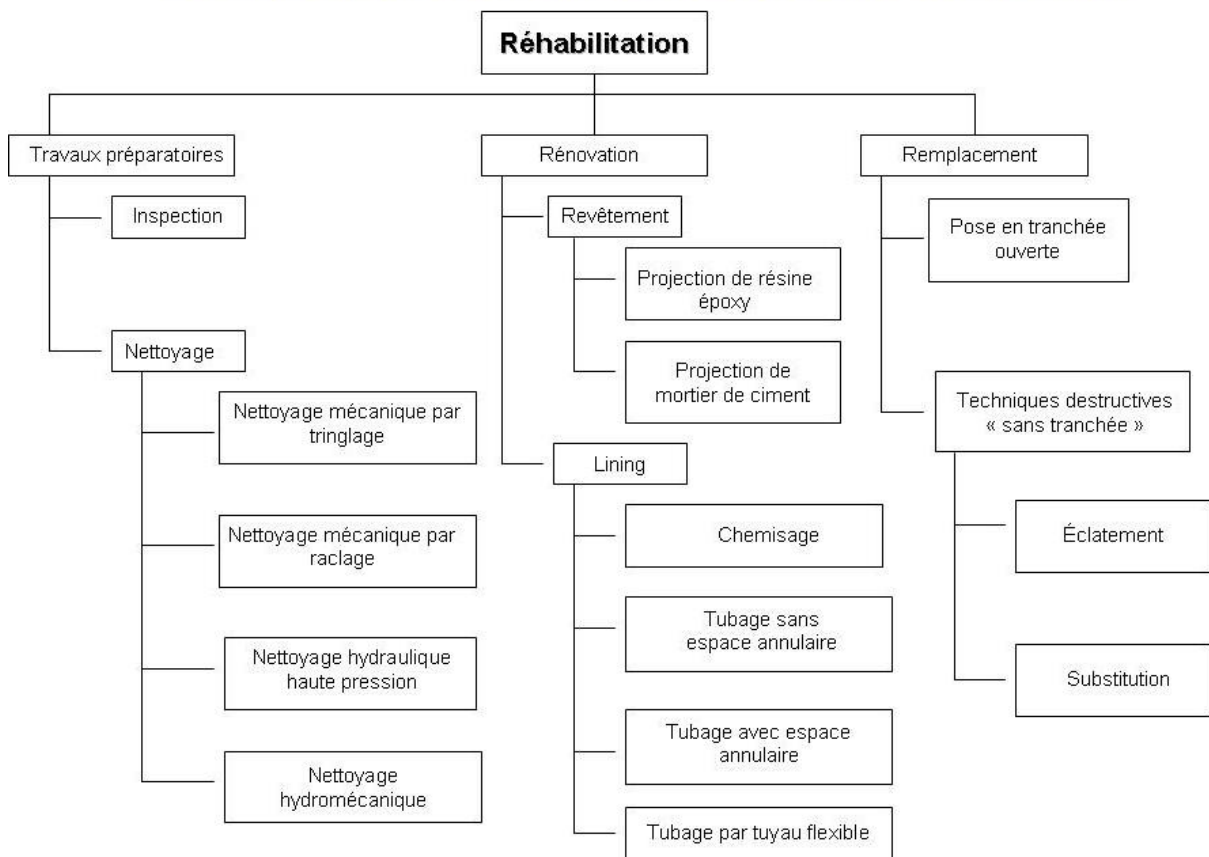 Réhabilitation
Travaux préparatoires
Inspection
Nettoyage
Nettoyage mécanique par
tringlage
Nettoyage mécanique par
raclage
Nettoyage hydraulique
haute pression
Nettoyage
hydromécanique
Rénovation
Revêtement
Projection de résine
époxy
Projection de
mortier de ciment
Lining
Chemisage
Tubage sans
espace annulaire
Tubage avec espace
annulaire
Tubage par tuyau flexible
Remplacement
Pose en tranchée
ouverte
Techniques destructives
« sans tranchée »
Éclatement
Substitution